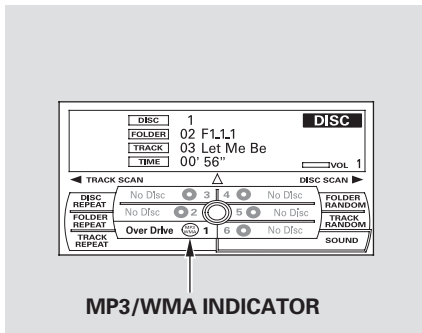 DISC 1 DISC
FOLDER 02 F1_1_1
TRACK 03 Let Me Be
TIME 00' 56” VOL 1
◄ TRACK SCAN △ DISC SCAN ►
DISC REPEAT No Disc 3 4 No Disc FOLDER RANDOM
FOLDER REPEAT No Disc 2 5 No Disc TRACK RANDOM
TRACK REPEAT Over Drive MP3 WMA 1 6 No Disc SOUND
MP3/WMA INDICATOR